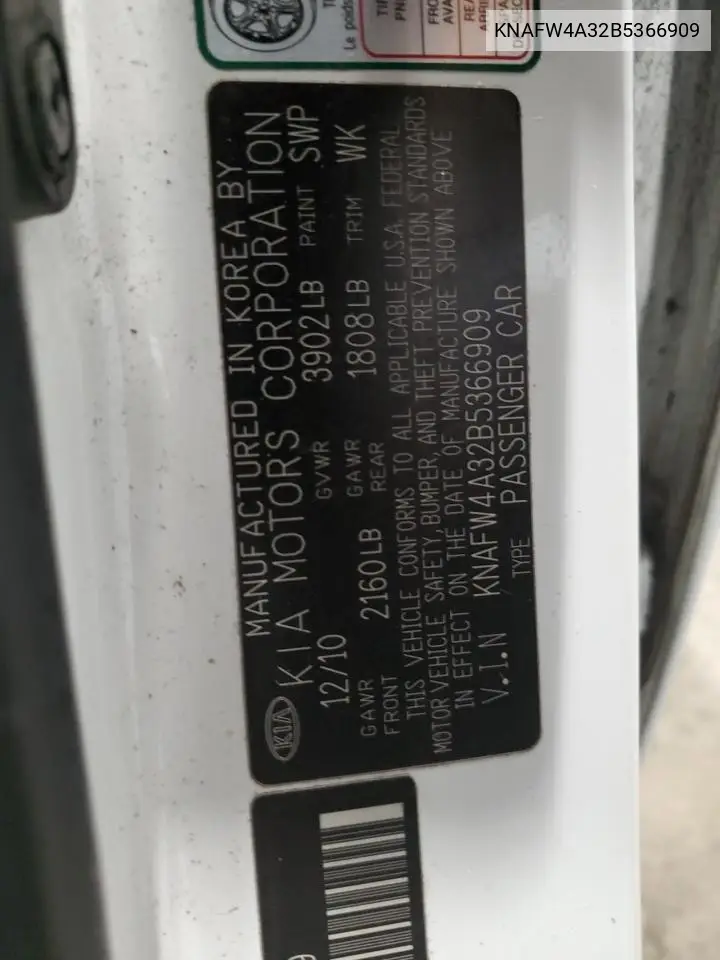 KNAFW4A32B5366909
Le poids
KIA
MANUFACTURED IN KOREA BY
KIA MOTORS CORPORATION
12/10 GVWR 3902LB PAINT SWP
GAWR FRONT 2160LB GAWR REAR 1808LB TRIM WK
THIS VEHICLE CONFORMS TO ALL APPLICABLE U.S.A. FEDERAL
MOTOR VEHICLE SAFETY, BUMPER, AND THEFT PREVENTION STANDARDS
IN EFFECT ON THE DATE OF MANUFACTURE SHOWN ABOVE
V.I.N KNAFW4A32B5366909
TYPE PASSENGER CAR